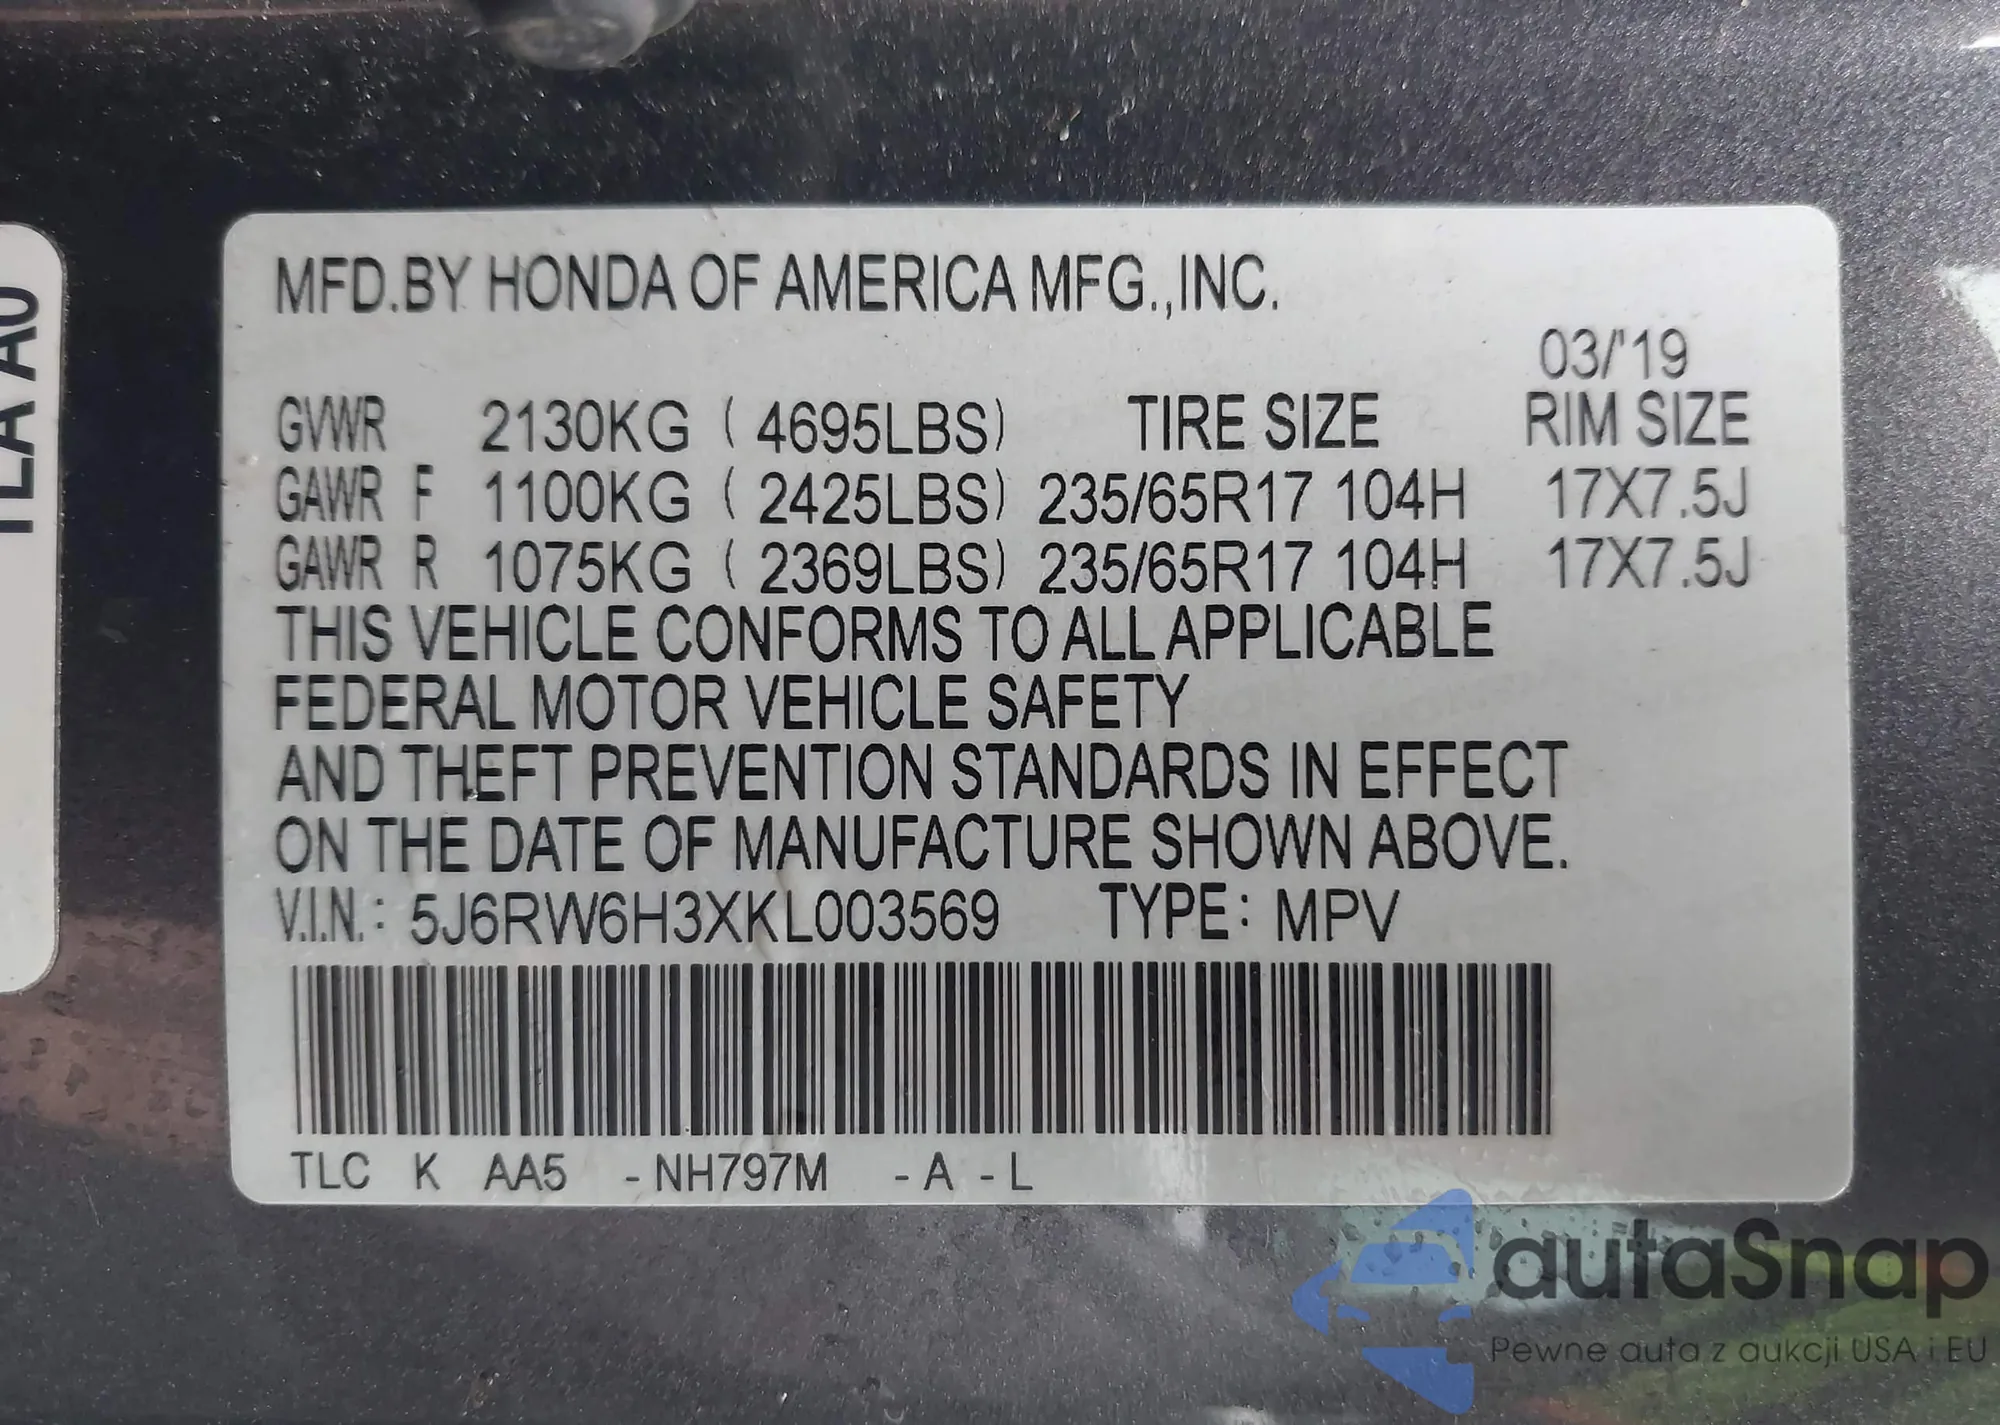 MFD.BY HONDA OF AMERICA MFG.,INC.
03/'19
GVWR 2130KG ( 4695LBS) TIRE SIZE RIM SIZE
GAWR F 1100KG ( 2425LBS) 235/65R17 104H 17X7.5J
GAWR R 1075KG ( 2369LBS) 235/65R17 104H 17X7.5J
THIS VEHICLE CONFORMS TO ALL APPLICABLE
FEDERAL MOTOR VEHICLE SAFETY
AND THEFT PREVENTION STANDARDS IN EFFECT
ON THE DATE OF MANUFACTURE SHOWN ABOVE.
V.I.N.: 5J6RW6H3XKL003569 TYPE: MPV
TLC K AA5 -NH797M -A -L
TLA A0
autaSnap
Pewne auta z aukcji USA i EU